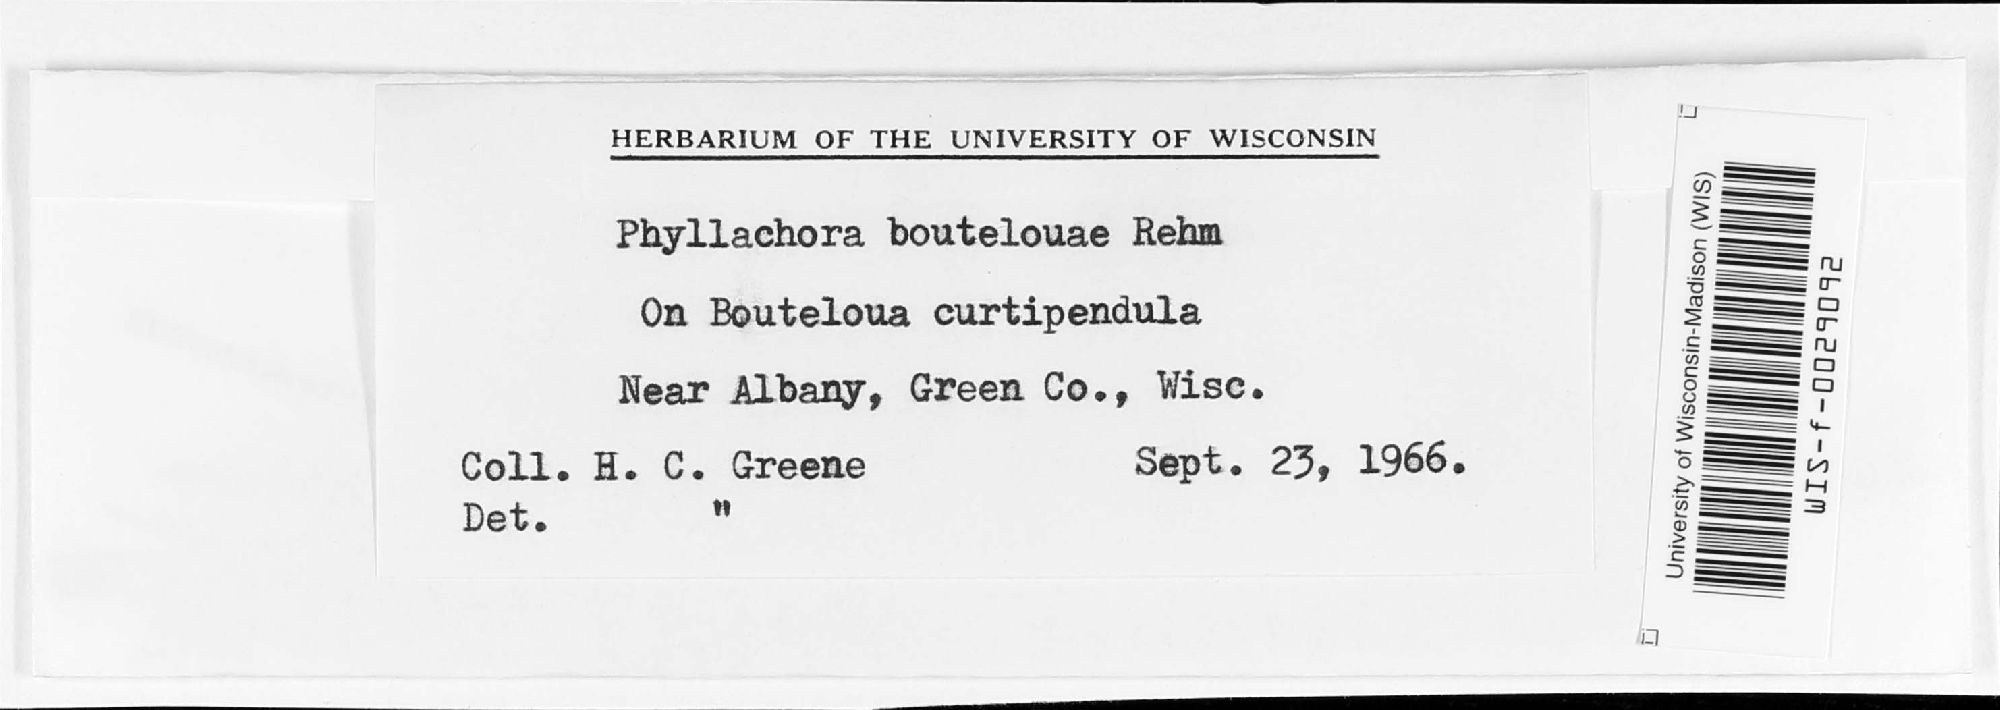 HERBARIUM OF THE UNIVERSITY OF WISCONSIN
Phyllachora boutelouae Rehm
On Bouteloua curtipendula
Near Albany, Green Co., Wisc.
Coll. H. C. Greene Sept. 23, 1966.
Det. "
University of Wisconsin-Madison (WIS)
WIS-f-0029092